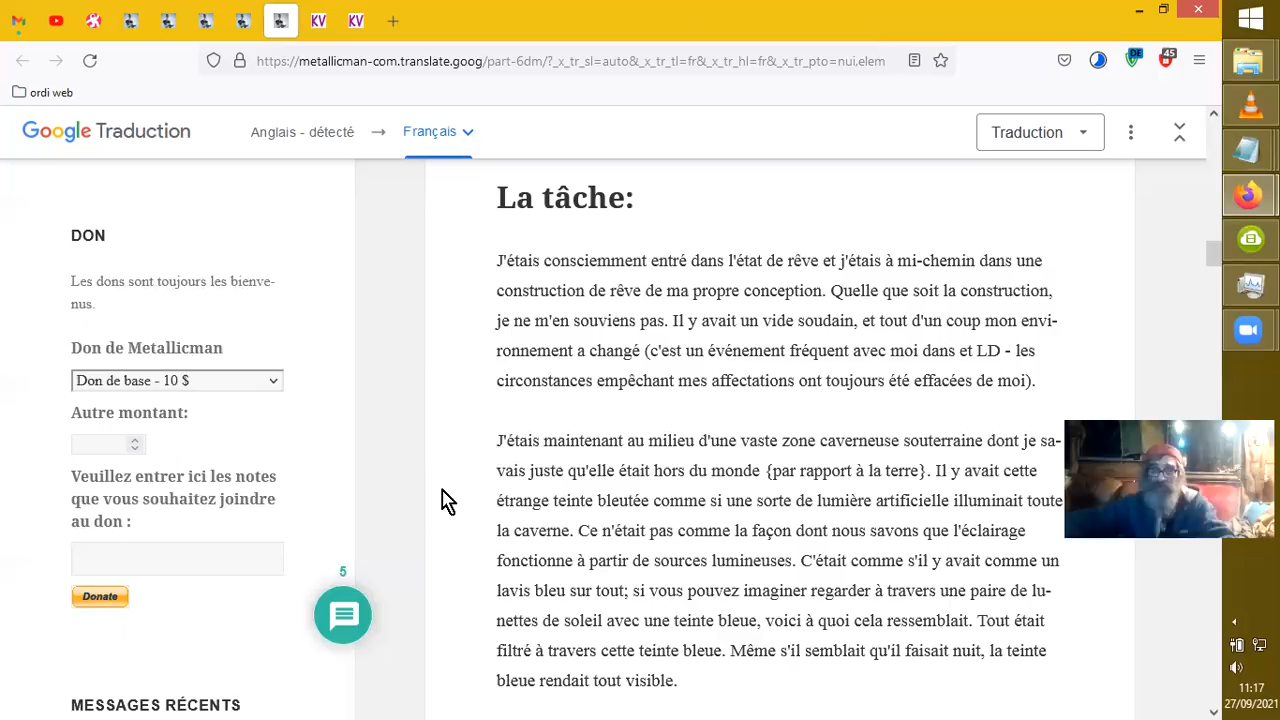 KV
KV
https://metallicman-com.translate.goog/part-6dm/?_x_tr_sl=auto&_x_tr_tl=fr&_x_tr_hl=fr&_x_tr_pto=nui,elem
DE
45
ordi web
Google Traduction
Anglais - détecté
Français
Traduction
DON
Les dons sont toujours les bienve-
nus.
Don de Metallicman
Don de base - 10 $
Autre montant:
Veuillez entrer ici les notes
que vous souhaitez joindre
au don :
Donate
5
MESSAGES RÉCENTS
La tâche:
J'étais consciemment entré dans l'état de rêve et j'étais à mi-chemin dans une
construction de rêve de ma propre conception. Quelle que soit la construction,
je ne m'en souviens pas. Il y avait un vide soudain, et tout d'un coup mon envi-
ronnement a changé (c'est un événement fréquent avec moi dans et LD - les
circonstances empêchant mes affectations ont toujours été effacées de moi).
J'étais maintenant au milieu d'une vaste zone caverneuse souterraine dont je sa-
vais juste qu'elle était hors du monde {par rapport à la terre}. Il y avait cette
étrange teinte bleutée comme si une sorte de lumière artificielle illuminait toute
la caverne. Ce n'était pas comme la façon dont nous savons que l'éclairage
fonctionne à partir de sources lumineuses. C'était comme s'il y avait comme un
lavis bleu sur tout; si vous pouvez imaginer regarder à travers une paire de lu-
nettes de soleil avec une teinte bleue, voici à quoi cela ressemblait. Tout était
filtré à travers cette teinte bleue. Même s'il semblait qu'il faisait nuit, la teinte
bleue rendait tout visible.
11:17
27/09/2021